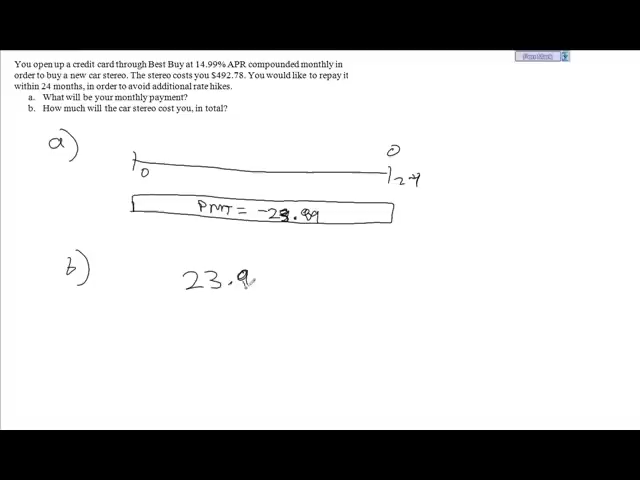 You open up a credit card through Best Buy at 14.99% APR compounded monthly in
order to buy a new car stereo. The stereo costs you $492.78. You would like to repay it
within 24 months, in order to avoid additional rate hikes.
a. What will be your monthly payment?
b. How much will the car stereo cost you, in total?
a)
0
0
24
PMT = -23.89
b)
23.9